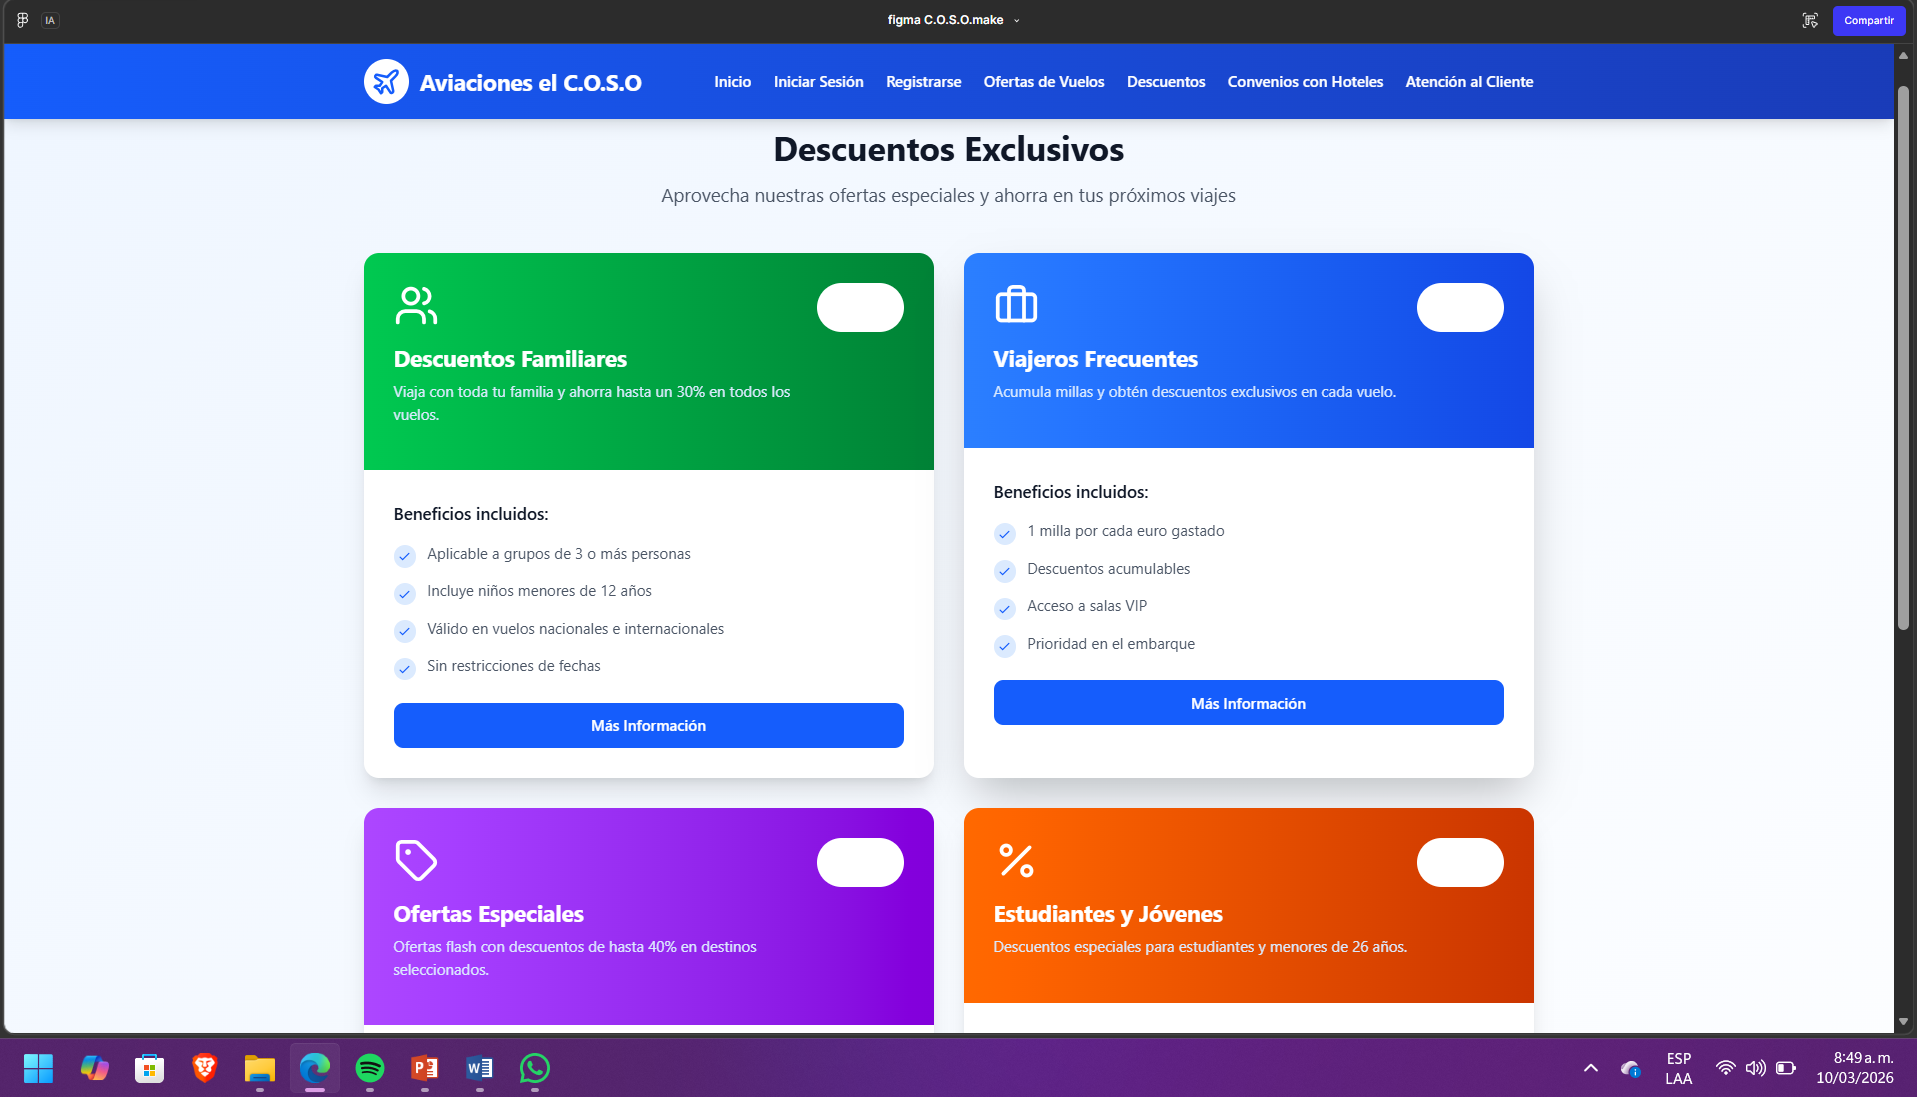 IA
figma C.O.S.O.make
Compartir
Aviaciones el C.O.S.O
Inicio
Iniciar Sesión
Registrarse
Ofertas de Vuelos
Descuentos
Convenios con Hoteles
Atención al Cliente
Descuentos Exclusivos
Aprovecha nuestras ofertas especiales y ahorra en tus próximos viajes
Descuentos Familiares
Viaja con toda tu familia y ahorra hasta un 30% en todos los
vuelos.
Beneficios incluidos:
Aplicable a grupos de 3 o más personas
Incluye niños menores de 12 años
Válido en vuelos nacionales e internacionales
Sin restricciones de fechas
Más Información
Viajeros Frecuentes
Acumula millas y obtén descuentos exclusivos en cada vuelo.
Beneficios incluidos:
1 milla por cada euro gastado
Descuentos acumulables
Acceso a salas VIP
Prioridad en el embarque
Más Información
Ofertas Especiales
Ofertas flash con descuentos de hasta 40% en destinos
seleccionados.
Estudiantes y Jóvenes
Descuentos especiales para estudiantes y menores de 26 años.
ESP
LAA
8:49 a. m.
10/03/2026